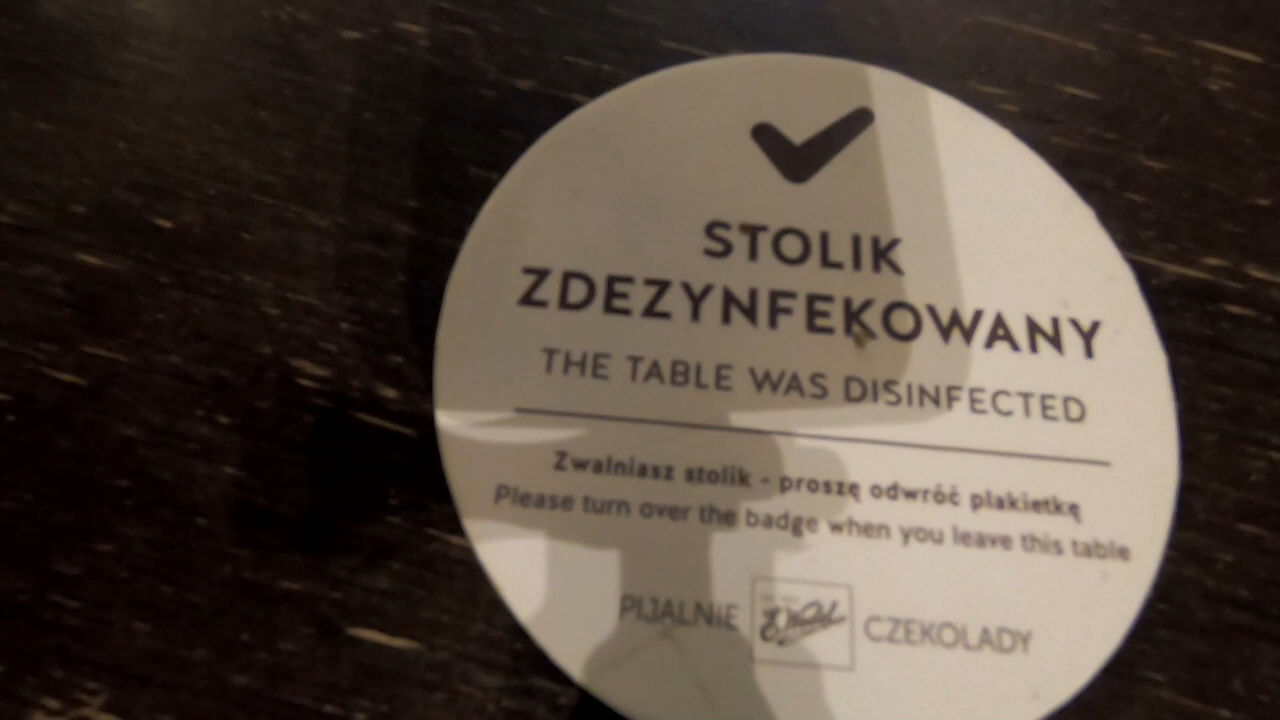 STOLIK
ZDEZYNFEKOWANY
THE TABLE WAS DISINFECTED
Zwalniasz stolik - proszę odwróć plakietkę
Please turn over the badge when you leave this table
PIJALNIE CZEKOLADY